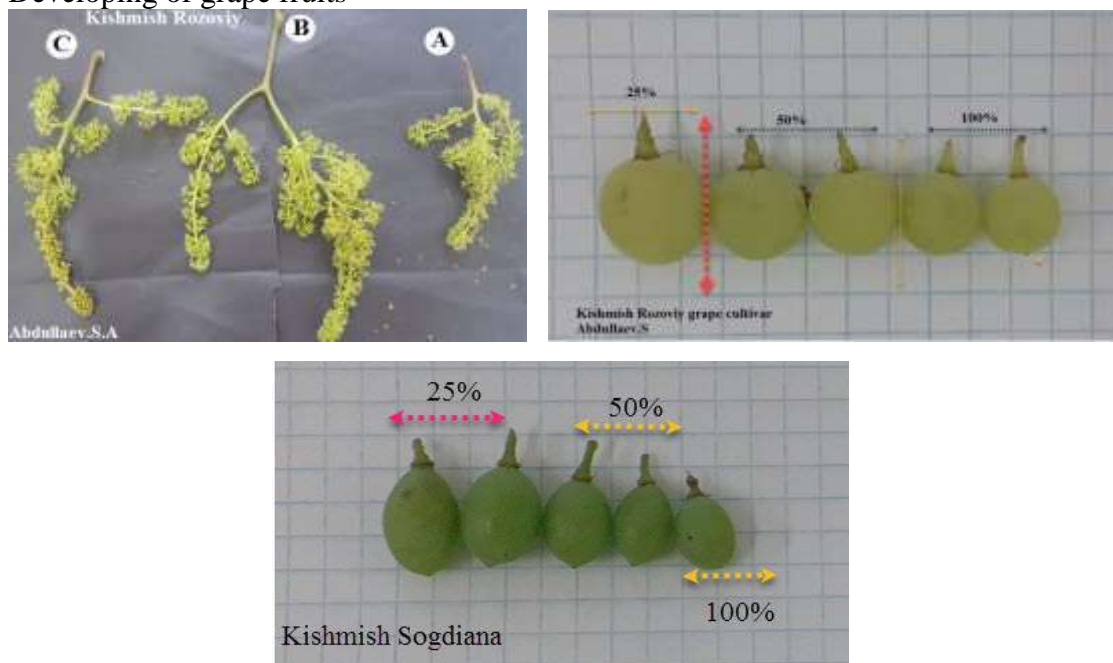 Developing of grape fruits
Kishmish Rozoviy
C
B
A
Abdullaev.S.A
25%
50%
100%
Kishmish Rozoviy grape cultivar
Abdullaev.S
25%
50%
100%
Kishmish Sogdiana